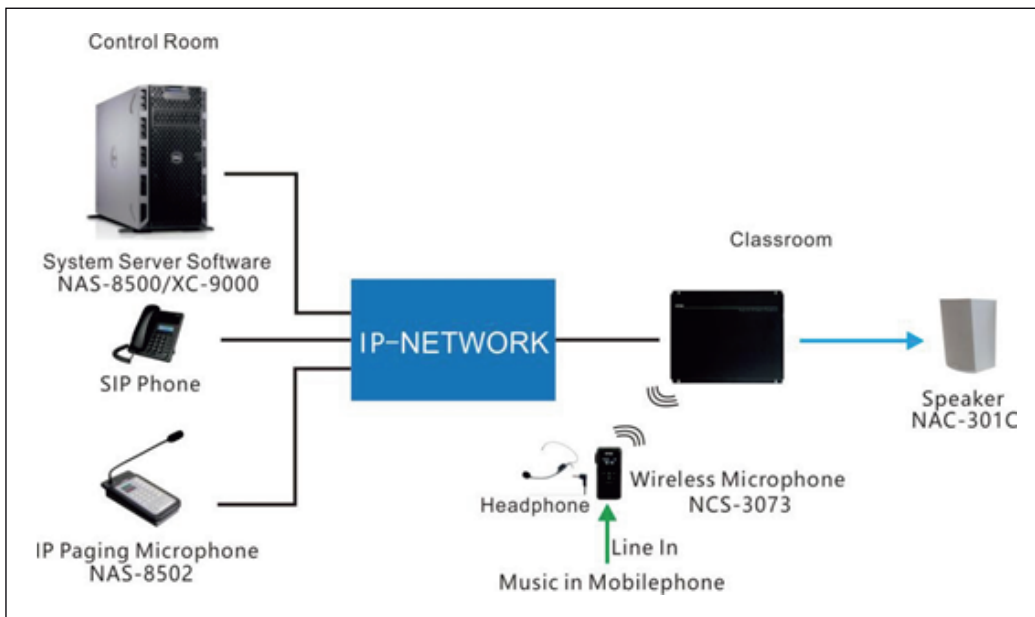 Control Room
System Server Software
NAS-8500/XC-9000
SIP Phone
IP Paging Microphone
NAS-8502
IP-NETWORK
Classroom
Speaker
NAC-301C
Headphone
Wireless Microphone
NCS-3073
Line In
Music in Mobilephone